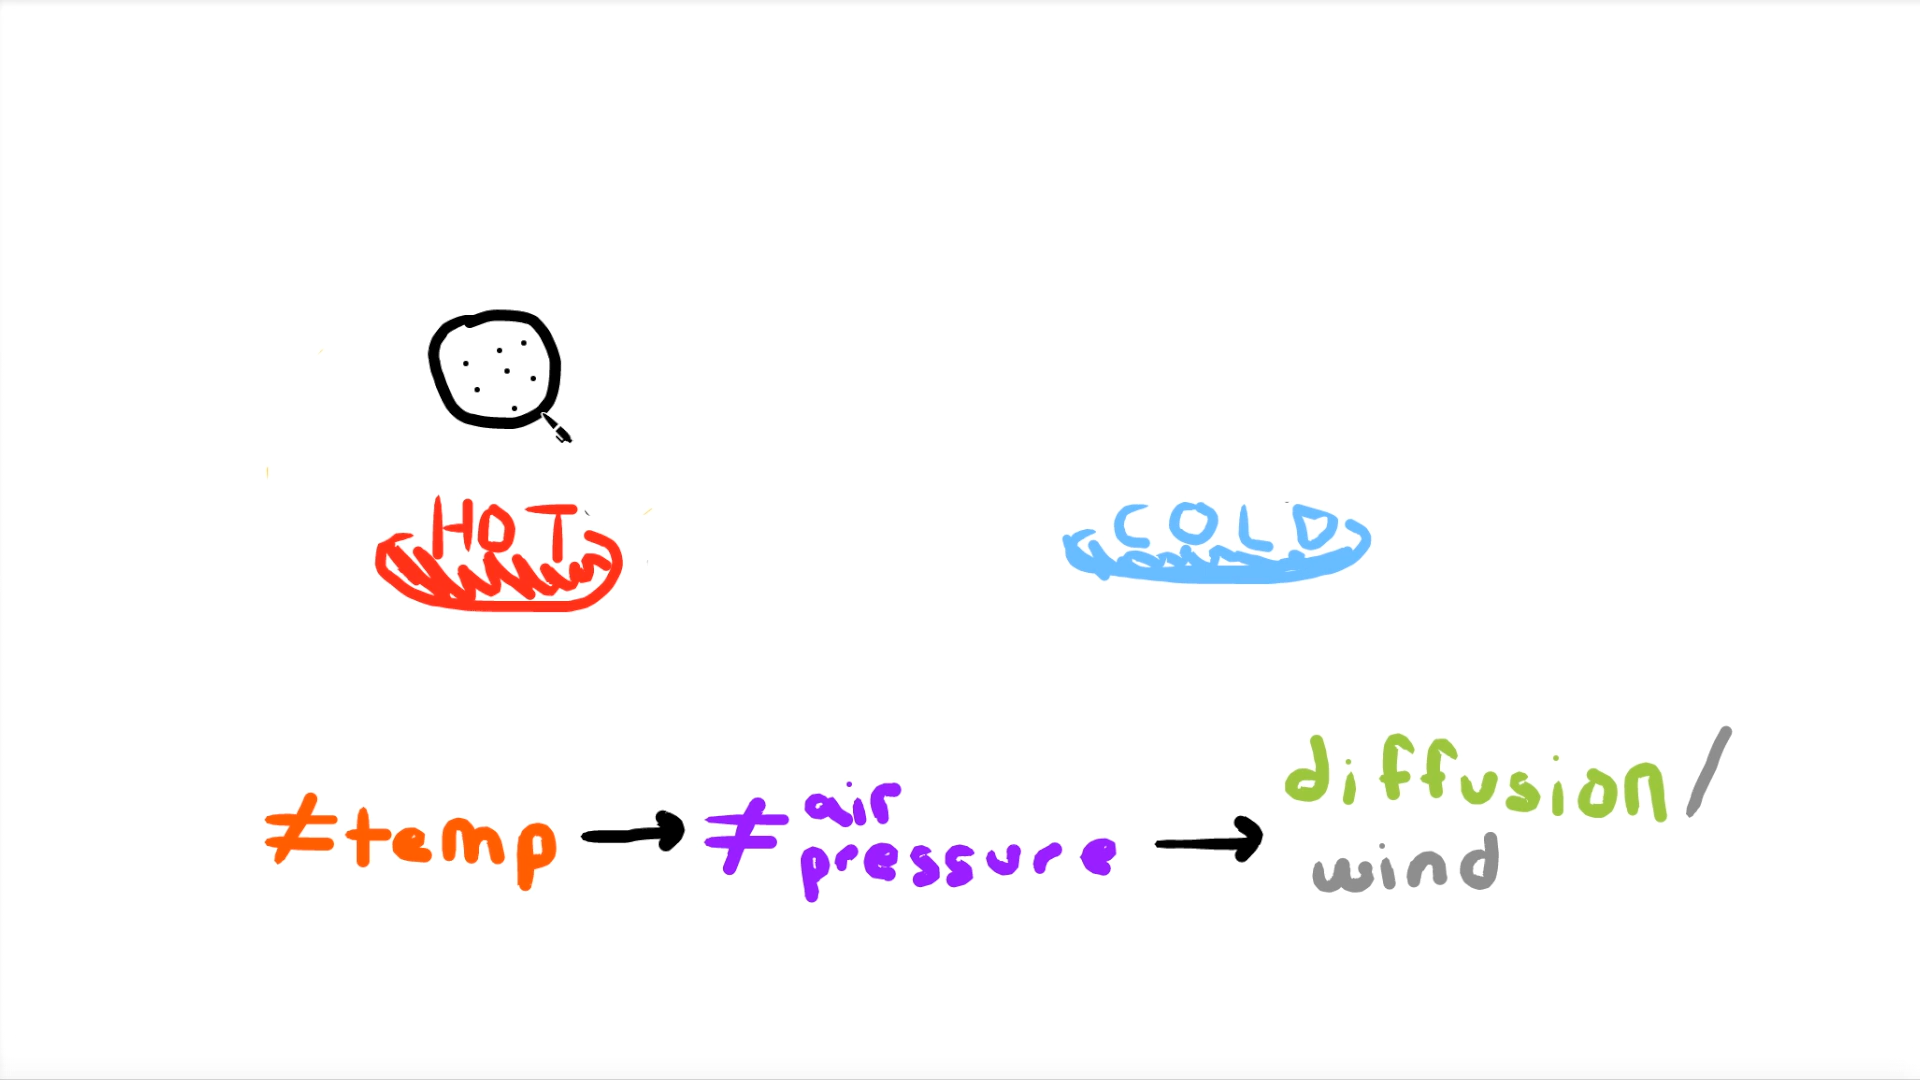 HOT
COLD
≠temp → ≠ air pressure → diffusion/
wind